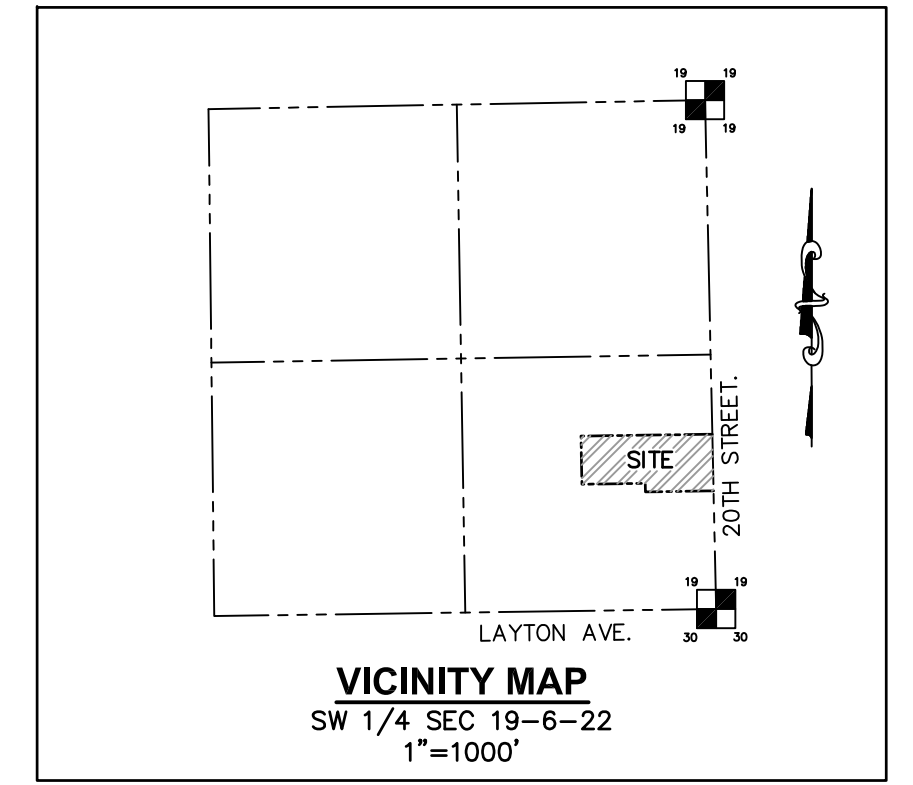 19 19
19 19
SITE
20TH STREET.
19 19
30 30
LAYTON AVE.
VICINITY MAP
SW 1/4 SEC 19-6-22
1"=1000'